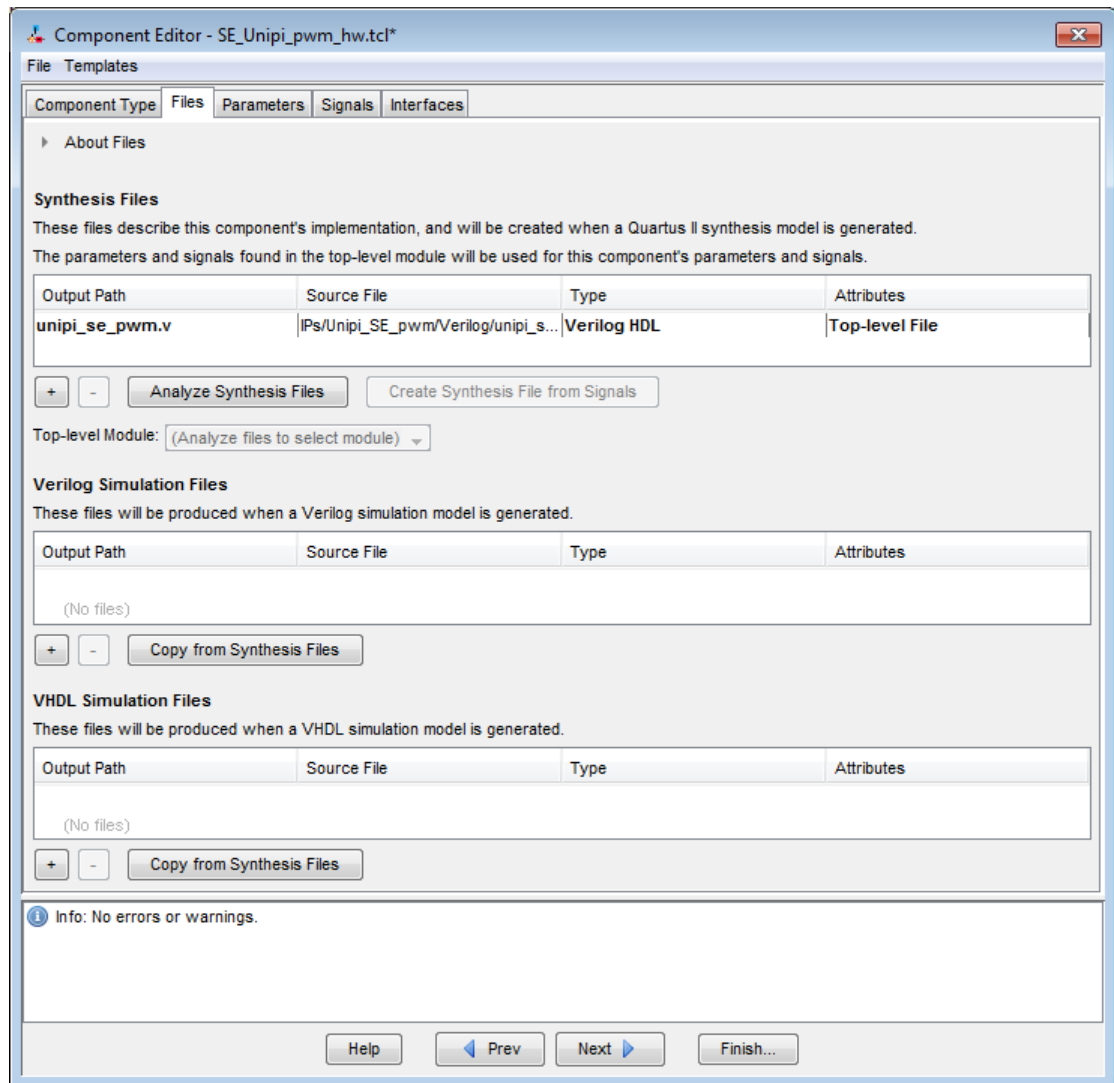 Component Editor - SE_Unipi_pwm_hw.tcl*
File Templates
Component Type Files Parameters Signals Interfaces
About Files
Synthesis Files
These files describe this component's implementation, and will be created when a Quartus II synthesis model is generated.
The parameters and signals found in the top-level module will be used for this component's parameters and signals.
Output Path Source File Type Attributes
unipi_se_pwm.v IPs/Unipi_SE_pwm/Verilog/unipi_s... Verilog HDL Top-level File
+ - Analyze Synthesis Files Create Synthesis File from Signals
Top-level Module: (Analyze files to select module)
Verilog Simulation Files
These files will be produced when a Verilog simulation model is generated.
Output Path Source File Type Attributes
(No files)
+ - Copy from Synthesis Files
VHDL Simulation Files
These files will be produced when a VHDL simulation model is generated.
Output Path Source File Type Attributes
(No files)
+ - Copy from Synthesis Files
Info: No errors or warnings.
Help Prev Next Finish...